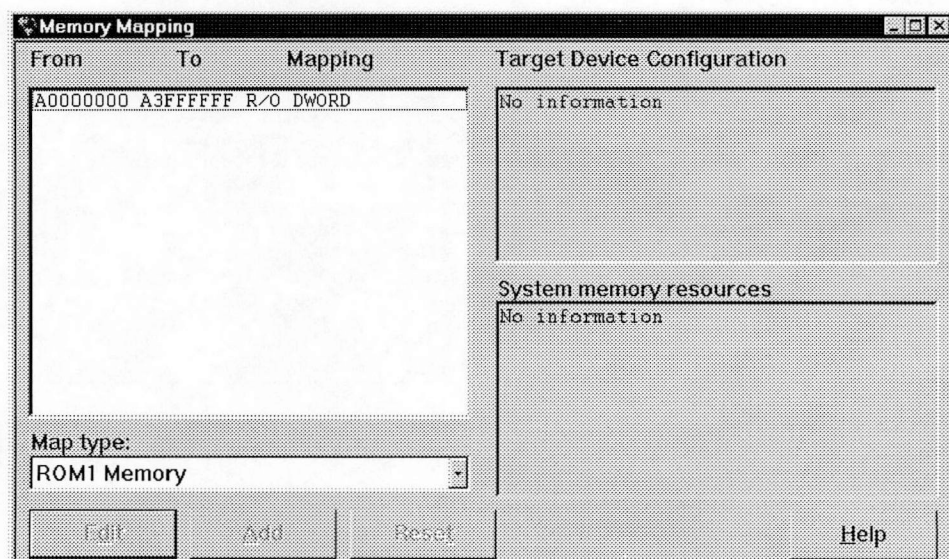 Memory Mapping
From To Mapping
A0000000 A3FFFFFF R/O DWORD
Map type:
ROM1 Memory
Edit Add Reset
Target Device Configuration
No information
System memory resources
No information
Help